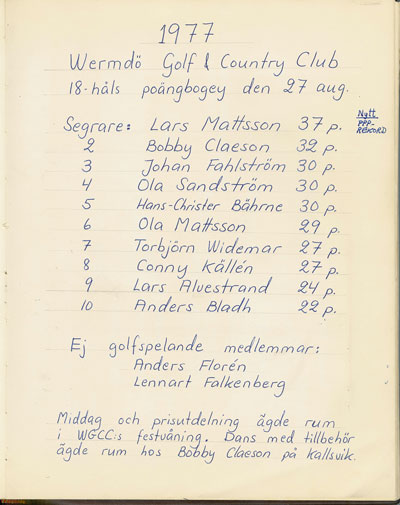 1977
Wermdö Golf & Country Club
18-håls poängbogey den 27 aug.
Nytt
PPP-
REKORD
Segrare: Lars Mattsson 37 p.
2 Bobby Claeson 32 p.
3 Johan Fahlström 30 p.
4 Ola Sandström 30 p.
5 Hans-Christer Båhrne 30 p.
6 Ola Mattsson 29 p.
7 Torbjörn Widemar 27 p.
8 Conny Källén 27 p.
9 Lars Alvestrand 24 p.
10 Anders Bladh 22 p.
Ej golfspelande medlemmar:
Anders Florén
Lennart Falkenberg
Middag och prisutdelning ägde rum
i WGCC:s festvåning. Dans med tillbehör
ägde rum hos Bobby Claeson på Kallsvik.